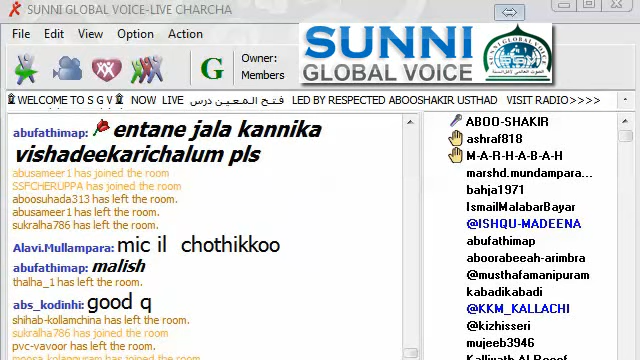 SUNNI GLOBAL VOICE-LIVE CHARCHA
File Edit View Option Action
SUNNI
GLOBAL VOICE
G
Owner:
Members
WELCOME TO S G V NOW LIVE فتح المعين درس LED BY RESPECTED ABOOSHAKIR USTHAD VISIT RADIO>>>>
abufathimap: entane jala kannika
vishadeekarichalum pls
abusameer1 has joined the room
SSFCHERUPPA has joined the room
aboosuhada313 has left the room.
abusameer1 has left the room.
sukralha786 has left the room.
Alavi.Mullampara: mic il chothikkoo
abufathimap: malish
thalha_1 has left the room.
abs_kodinhi: good q
shihab-kollamchina has left the room.
sukralha786 has joined the room
pvc-vavoor has left the room.
ABOO-SHAKIR
ashraf818
M-A-R-H-A-B-A-H
marshd.mundampara...
bahja1971
IsmailMalabarBayar
@ISHQU-MADEENA
abufathimap
aboorabeeah-arimbra
@musthafamanipuram
kabadikabadi
@KKM_KALLACHI
@kizhisseri
mujeeb3946